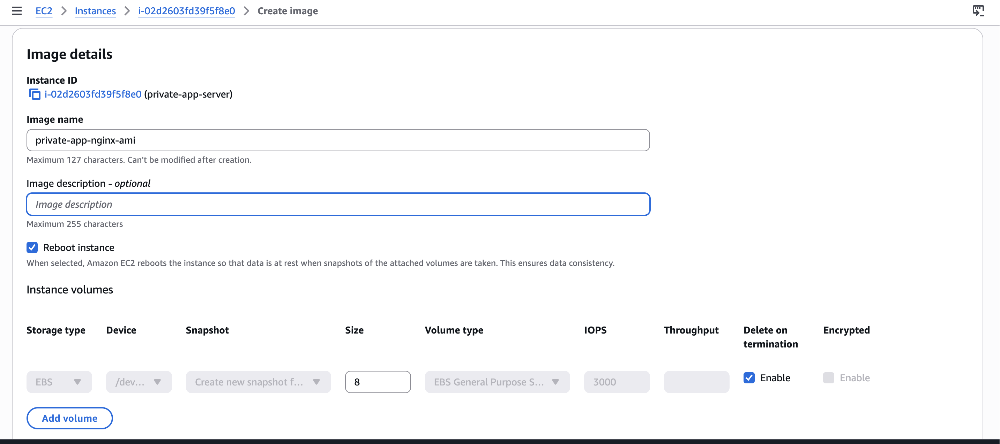 EC2 > Instances > i-02d2603fd39f5f8e0 > Create image
Image details
Instance ID
i-02d2603fd39f5f8e0 (private-app-server)
Image name
private-app-nginx-ami
Maximum 127 characters. Can't be modified after creation.
Image description - optional
Image description
Maximum 255 characters
Reboot instance
When selected, Amazon EC2 reboots the instance so that data is at rest when snapshots of the attached volumes are taken. This ensures data consistency.
Instance volumes
Storage type Device Snapshot Size Volume type IOPS Throughput Delete on termination Encrypted
EBS /dev... Create new snapshot f... 8 EBS General Purpose S... 3000 Enable Enable
Add volume